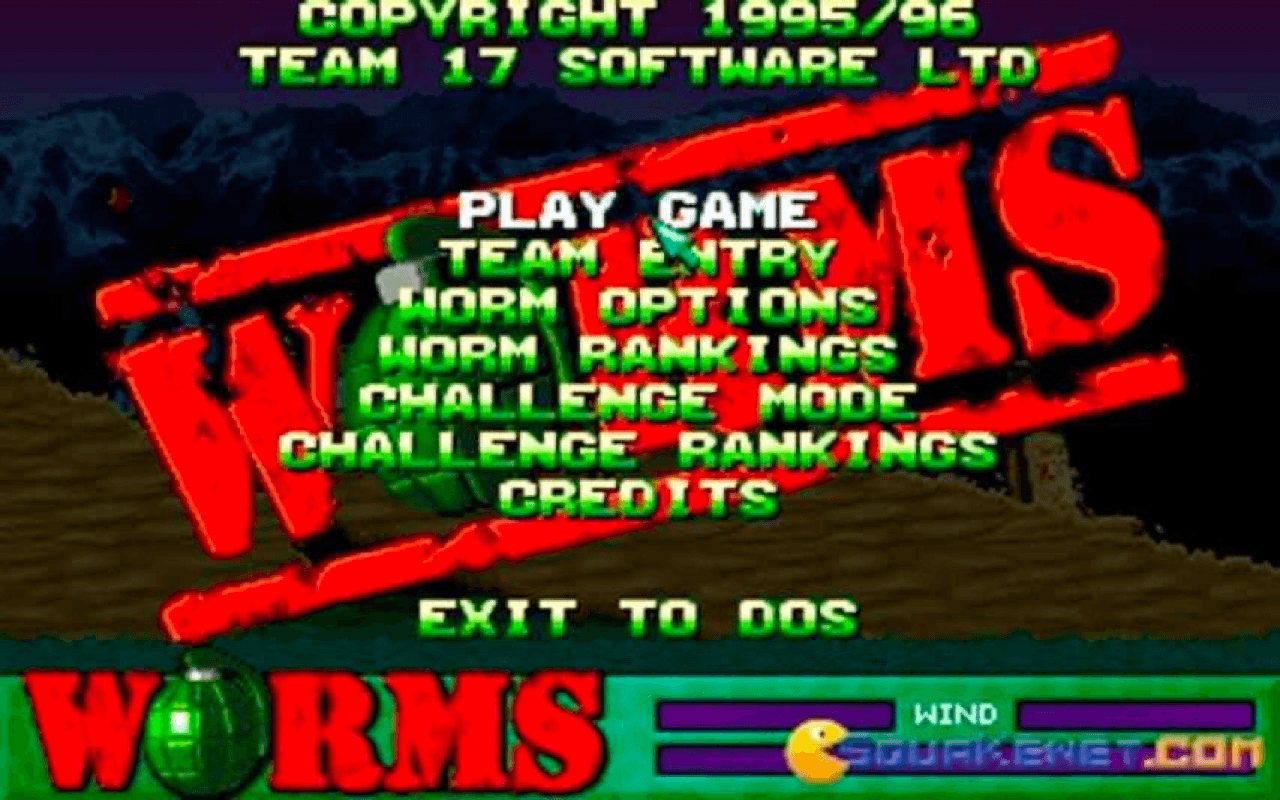 COPYRIGHT 1995/96
TEAM 17 SOFTWARE LTD
WORMS
PLAY GAME
TEAM ENTRY
WORM OPTIONS
WORM RANKINGS
CHALLENGE MODE
CHALLENGE RANKINGS
CREDITS
EXIT TO DOS
WORMS
WIND
SQUAKENET.COM